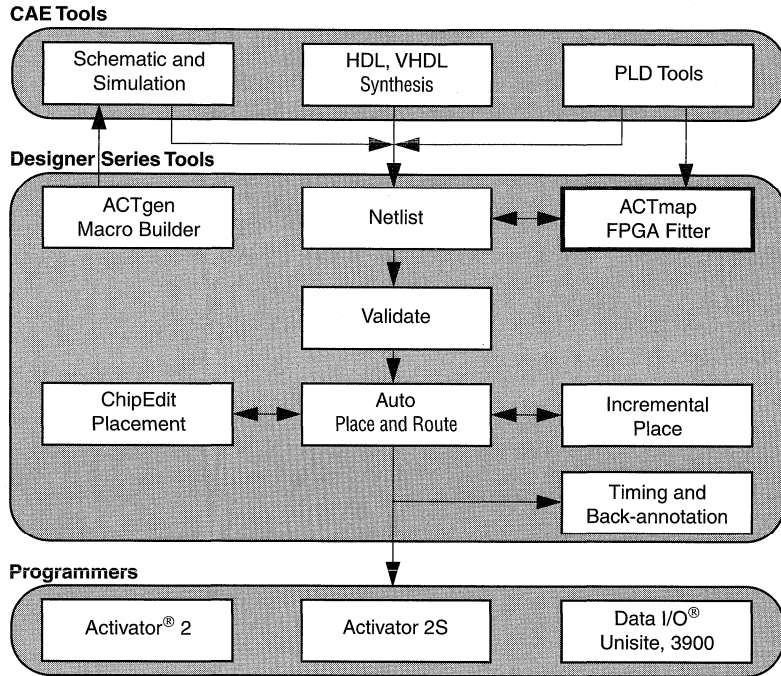 CAE Tools
Schematic and
Simulation
HDL, VHDL
Synthesis
PLD Tools
Designer Series Tools
ACTgen
Macro Builder
Netlist
ACTmap
FPGA Fitter
Validate
ChipEdit
Placement
Auto
Place and Route
Incremental
Place
Timing and
Back-annotation
Programmers
Activator® 2
Activator 2S
Data I/O®
Unisite, 3900